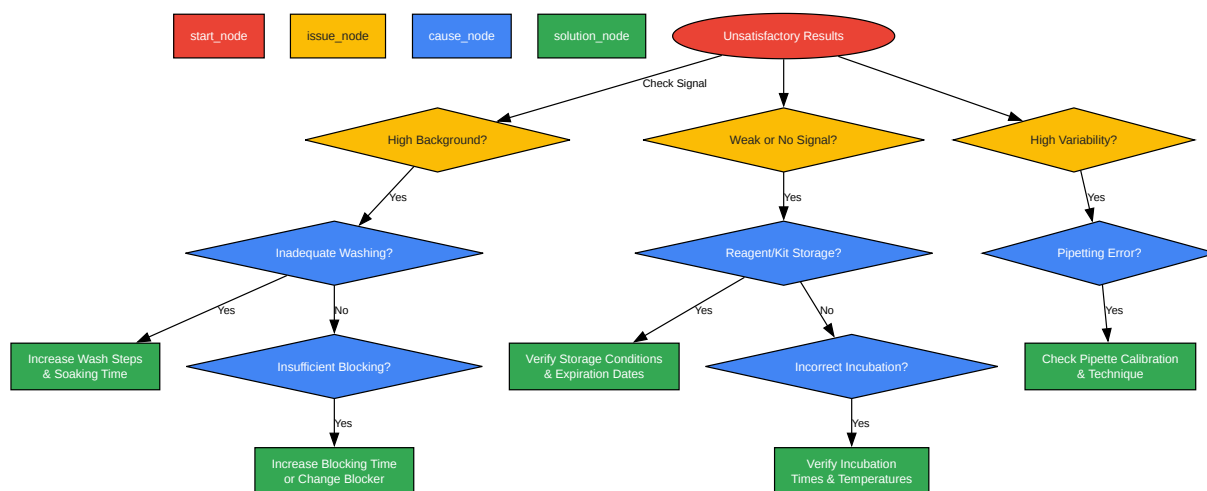 start_node
issue_node
cause_node
solution_node
Unsatisfactory Results
Check Signal
High Background?
Weak or No Signal?
High Variability?
Yes
Yes
Yes
Inadequate Washing?
Reagent/Kit Storage?
Pipetting Error?
Yes
No
Yes
No
Yes
Increase Wash Steps
& Soaking Time
Insufficient Blocking?
Verify Storage Conditions
& Expiration Dates
Incorrect Incubation?
Check Pipette Calibration
& Technique
Yes
Yes
Increase Blocking Time
or Change Blocker
Verify Incubation
Times & Temperatures